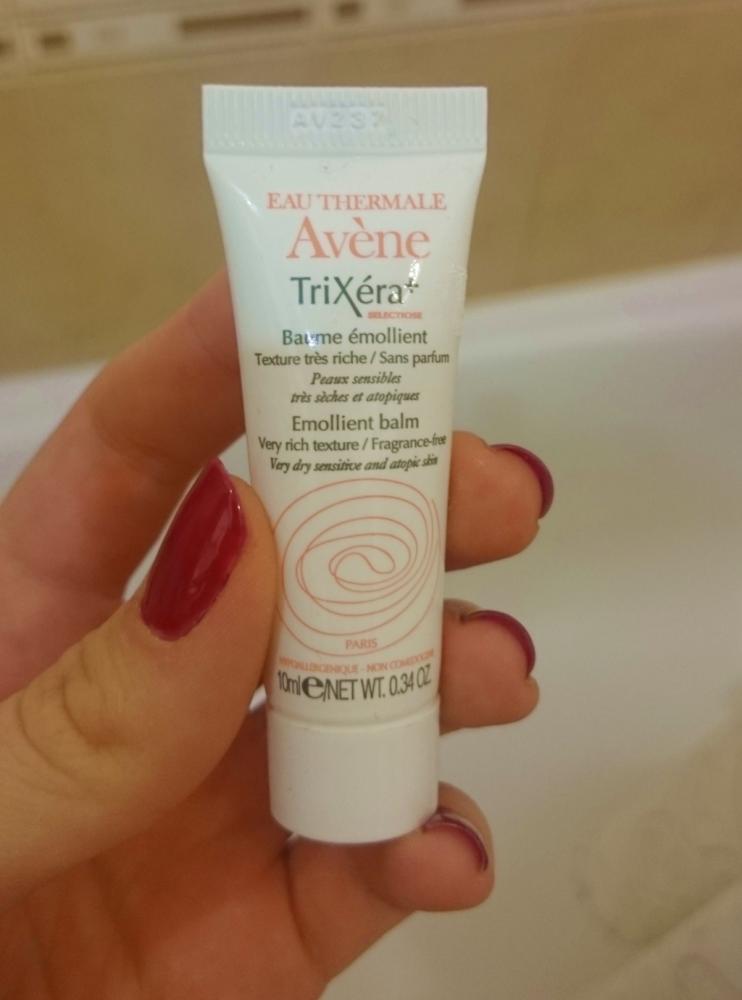 AV237
EAU THERMALE
Avène
TriXéra+
SELECTIOSE
Baume émollient
Texture très riche / Sans parfum
Peaux sensibles
très sèches et atopiques
Emollient balm
Very rich texture / Fragrance-free
Very dry sensitive and atopic skin
PARIS
HYPOALLERGENIQUE - NON COMEDOGENE
10ml e/NET WT. 0.34 OZ.